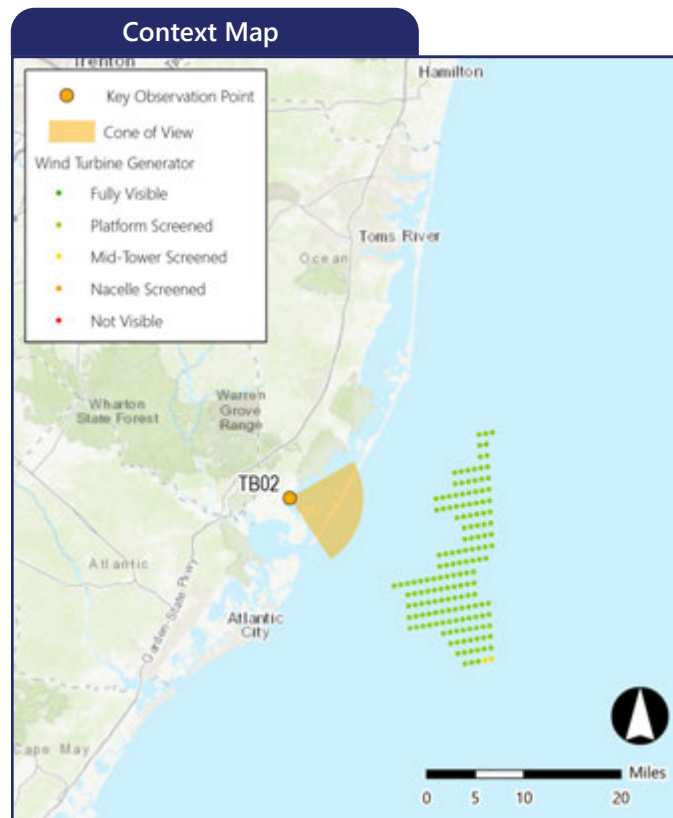 Context Map
Trenton
Hamilton
Key Observation Point
Cone of View
Wind Turbine Generator
Fully Visible
Platform Screened
Mid-Tower Screened
Nacelle Screened
Not Visible
Toms River
Ocean
Wharton
State Forest
Warren
Grove
Range
TB02
Atlantic
Garden-State Pkwy
Atlantic
City
Cape May
Miles
0 5 10 20